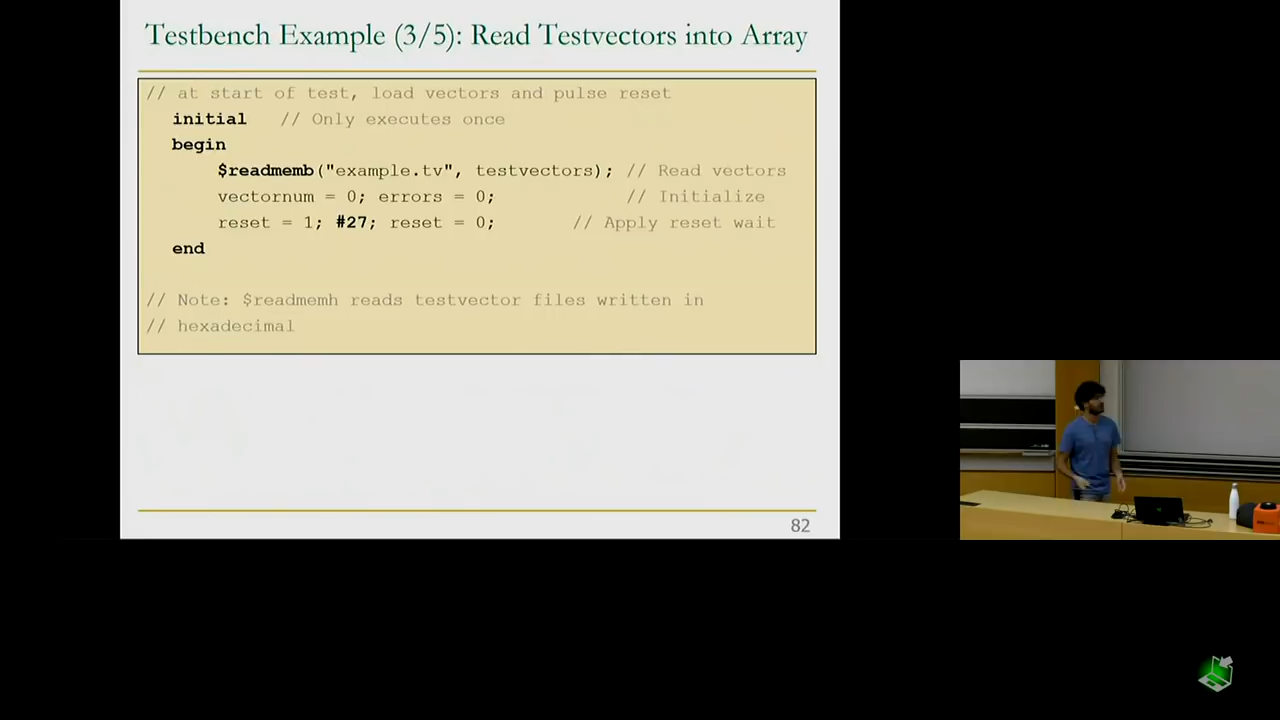 Testbench Example (3/5): Read Testvectors into Array
// at start of test, load vectors and pulse reset
initial // Only executes once
begin
$readmemb("example.tv", testvectors); // Read vectors
vectornum = 0; errors = 0; // Initialize
reset = 1; #27; reset = 0; // Apply reset wait
end
// Note: $readmemh reads testvector files written in
// hexadecimal
82